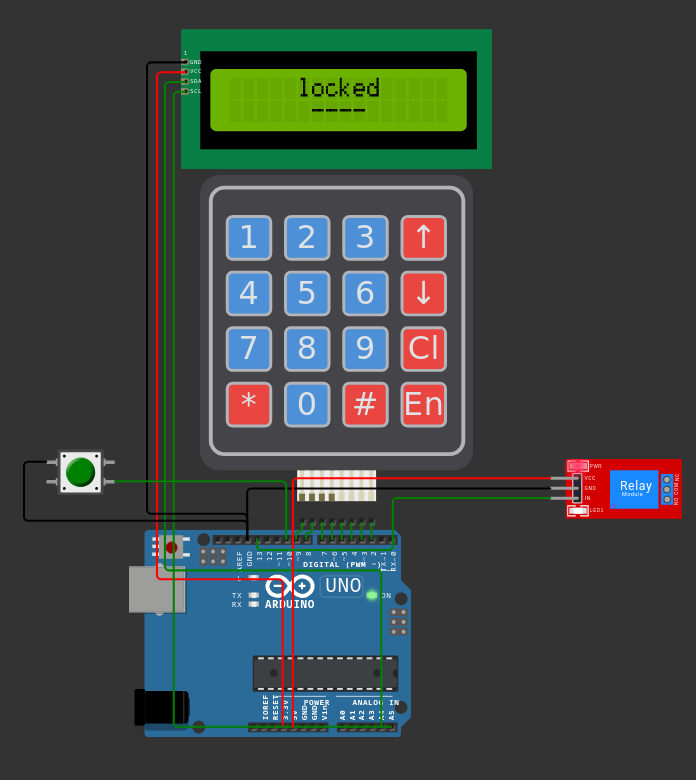 1
GND
VCC
SDA
SCL
locked
----
1 2 3 ↑
4 5 6 ↓
7 8 9 Cl
* 0 # En
PWR
VCC
GND
IN
LED1
Relay
Module
NO COM NC
AREF
GND
13
12
~11
~10
~9
8
7
~6
~5
4
~3
2
TX→1
DIGITAL (PWM ~)
TX
RX
ARDUINO
UNO
ON
POWER
ANALOG IN
IOREF
RESET
3.3V
5V
GND
GND
Vin
A0
A1
A2
A3
A4
A5